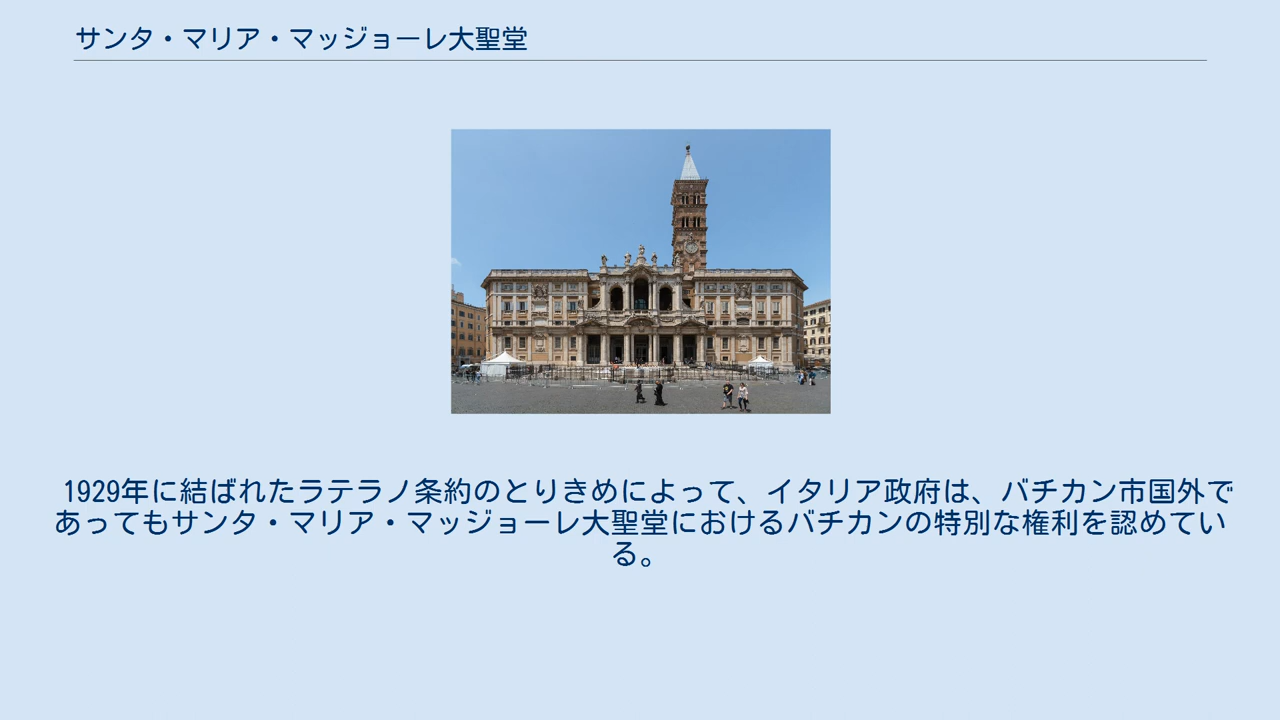 サンタ・マリア・マッジョーレ大聖堂
1929年に結ばれたラテラノ条約のとりきめによって、イタリア政府は、バチカン市国外で
あってもサンタ・マリア・マッジョーレ大聖堂におけるバチカンの特別な権利を認めてい
る。